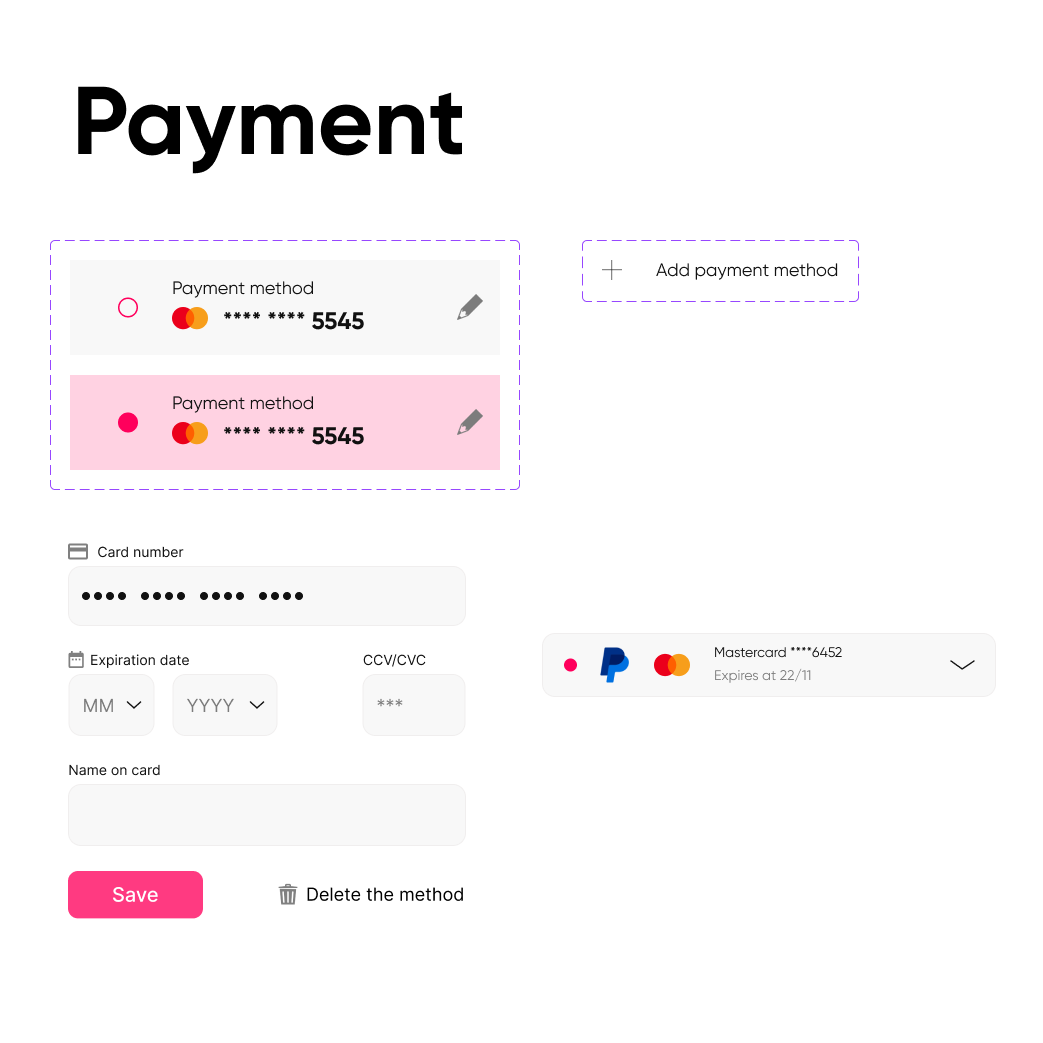 Payment
Payment method
**** **** 5545
Payment method
**** **** 5545
Add payment method
Card number
•••• •••• •••• ••••
Expiration date
CCV/CVC
MM
YYYY
***
Name on card
Save
Delete the method
Mastercard ****6452
Expires at 22/11